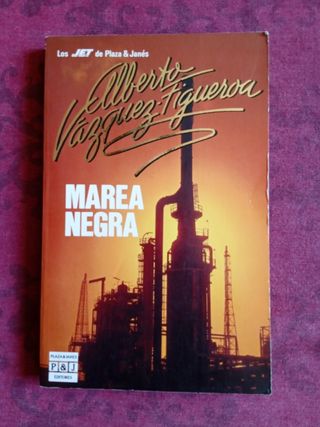 Los JET de Plaza & Janés
Alberto
Vázquez-Figueroa
MAREA
NEGRA
PLAZA & JANES
P&J
EDITORES